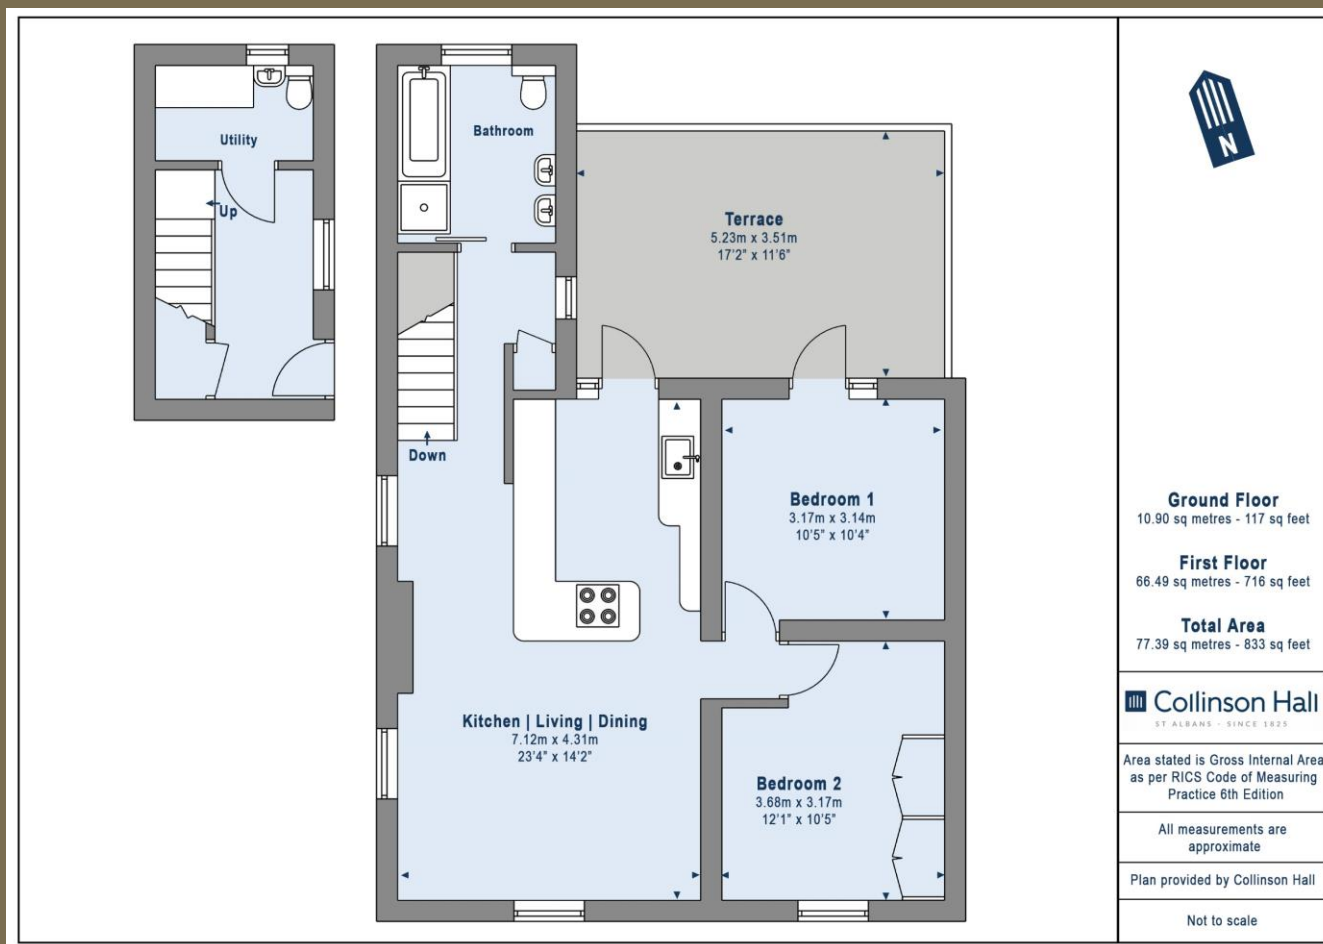 Utility
Up
Bathroom
Terrace
5.23m x 3.51m
17'2" x 11'6"
Down
Bedroom 1
3.17m x 3.14m
10'5" x 10'4"
Kitchen | Living | Dining
7.12m x 4.31m
23'4" x 14'2"
Bedroom 2
3.68m x 3.17m
12'1" x 10'5"
N
Ground Floor
10.90 sq metres - 117 sq feet
First Floor
66.49 sq metres - 716 sq feet
Total Area
77.39 sq metres - 833 sq feet
Collinson Hall
ST ALBANS - SINCE 1825
Area stated is Gross Internal Area
as per RICS Code of Measuring
Practice 6th Edition
All measurements are
approximate
Plan provided by Collinson Hall
Not to scale